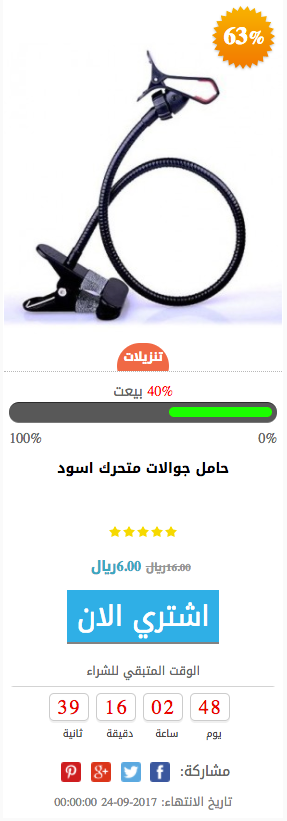 63%
تنزيلات
40% بيعت
100% 0%
حامل جوالات متحرك اسود
16.00ريال 6.00ريال
اشتري الان
الوقت المتبقي للشراء
48 02 16 39
يوم ساعة دقيقة ثانية
مشاركة:
تاريخ الانتهاء: 2017-09-24 00:00:00